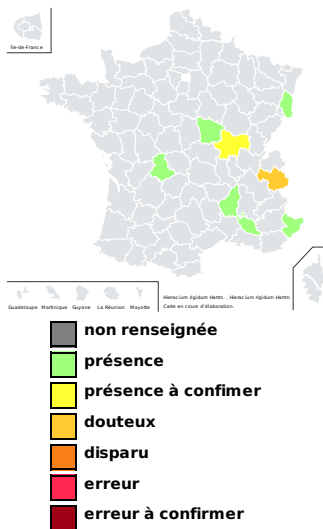 Île-de-France
Guadeloupe Martinique Guyane La Réunion Mayotte
Hieracium rigidum Hartm. , Hieracium rigidum Hartm.
Carte en cours d'élaboration.
non renseignée
présence
présence à confimer
douteux
disparu
erreur
erreur à confirmer